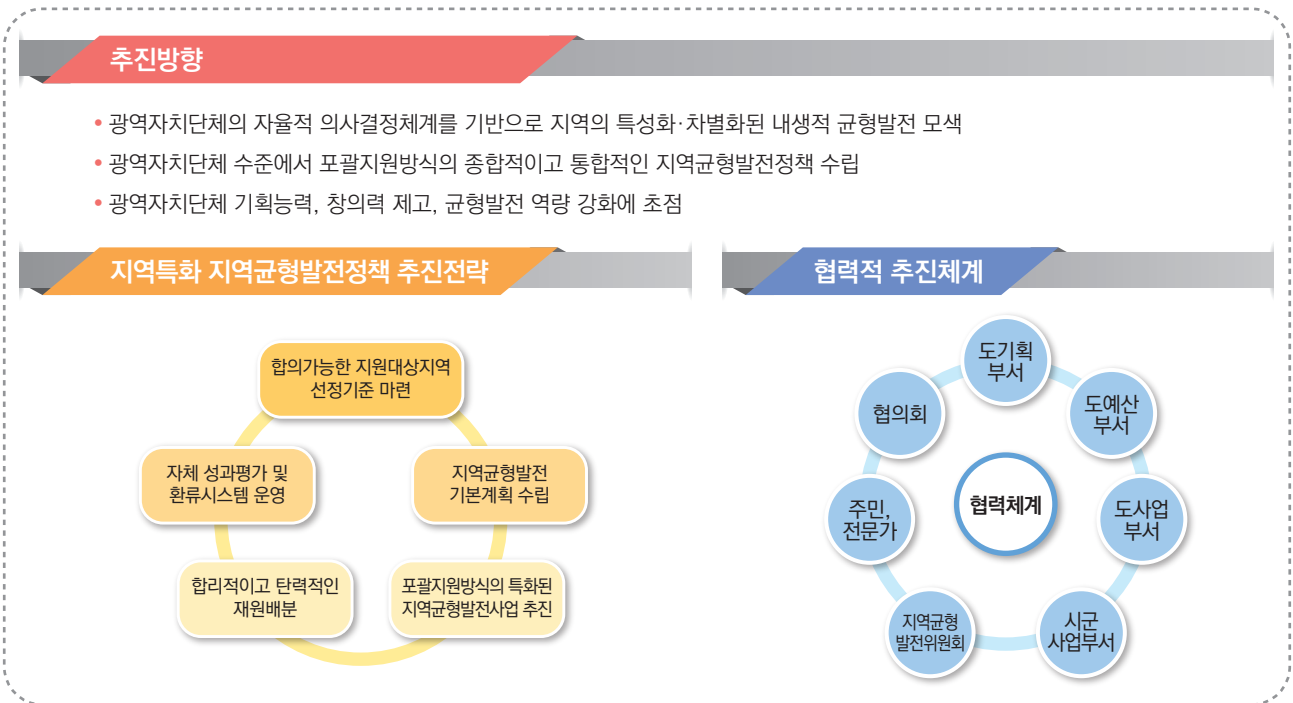 추진방향
• 광역자치단체의 자율적 의사결정체계를 기반으로 지역의 특성화·차별화된 내생적 균형발전 모색
• 광역자치단체 수준에서 포괄지원방식의 종합적이고 통합적인 지역균형발전정책 수립
• 광역자치단체 기획능력, 창의력 제고, 균형발전 역량 강화에 초점
지역특화 지역균형발전정책 추진전략
합의가능한 지원대상지역
선정기준 마련
지역균형발전
기본계획 수립
포괄지원방식의 특화된
지역균형발전사업 추진
합리적이고 탄력적인
재원배분
자체 성과평가 및
환류시스템 운영
협력적 추진체계
도기획
부서
도예산
부서
도사업
부서
시군
사업부서
지역균형
발전위원회
주민,
전문가
협의회
협력체계